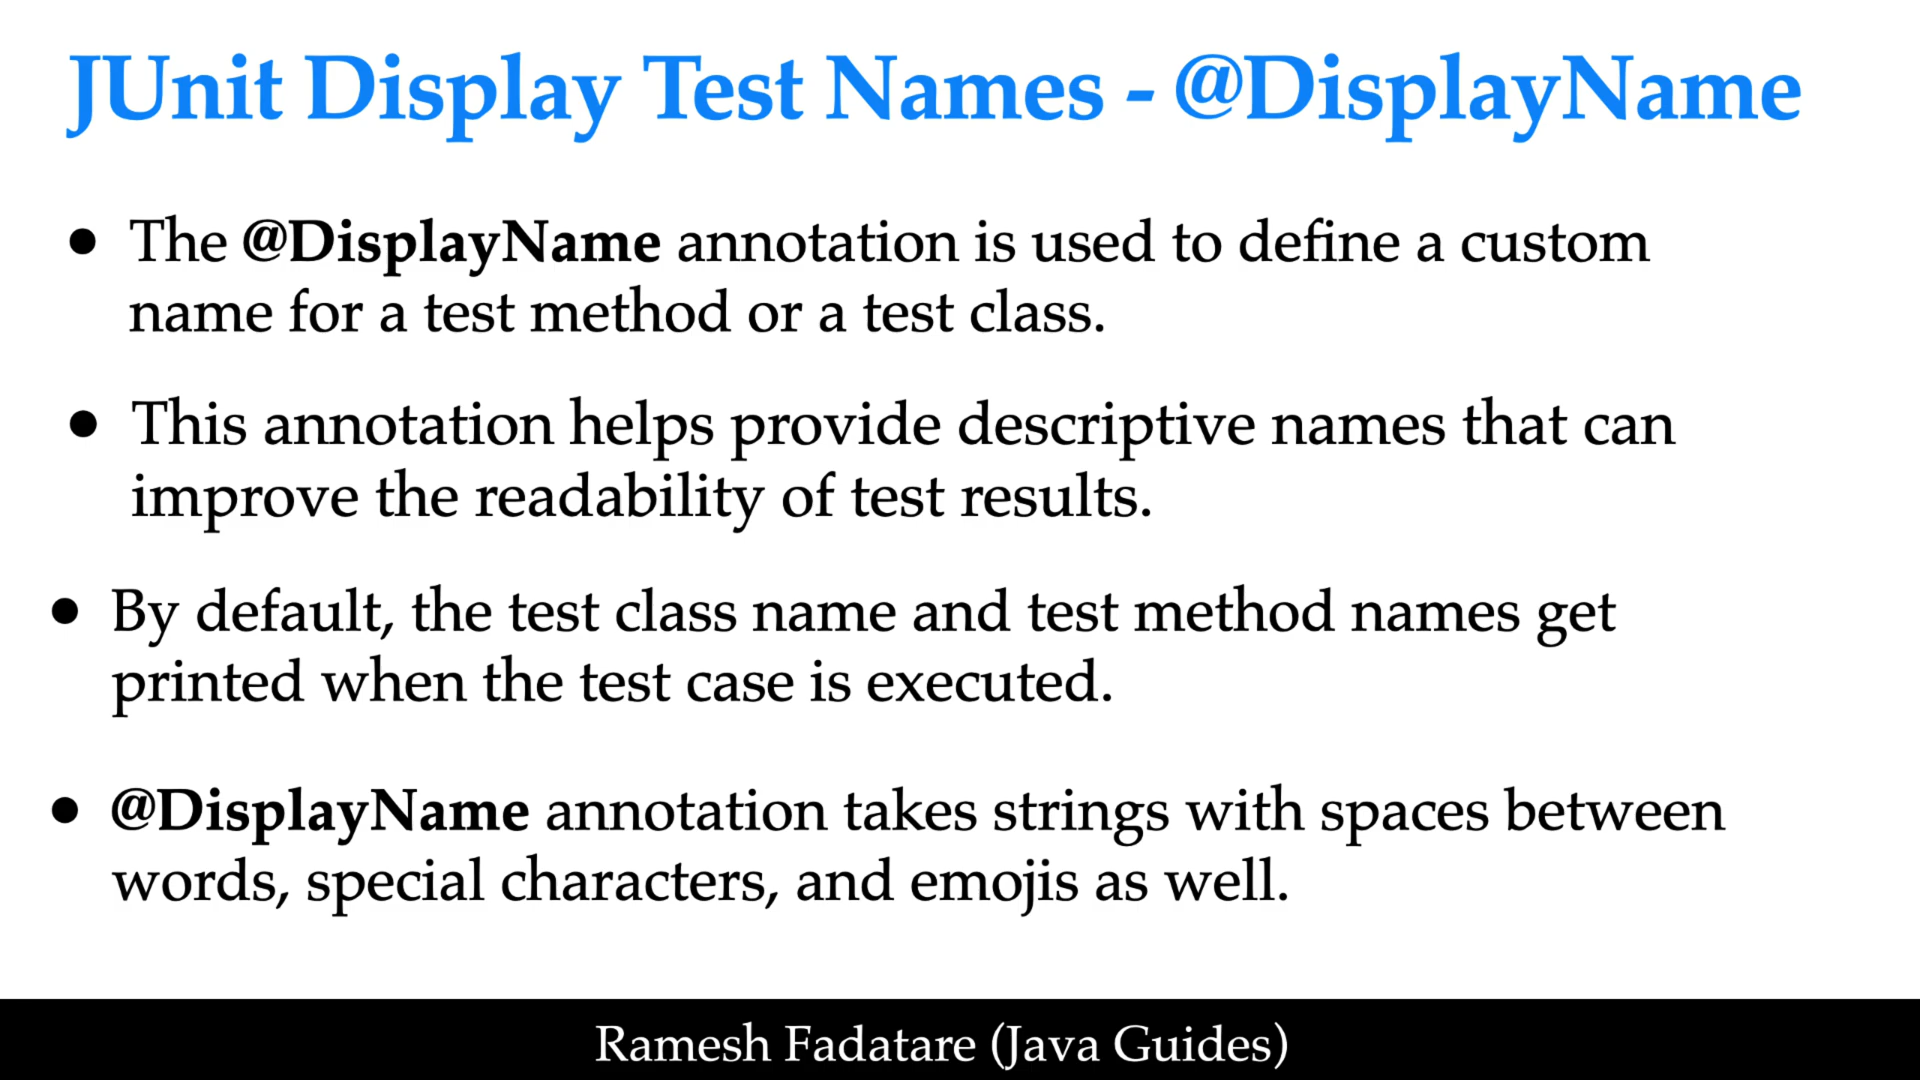 JUnit Display Test Names - @DisplayName
• The @DisplayName annotation is used to define a custom
name for a test method or a test class.
• This annotation helps provide descriptive names that can
improve the readability of test results.
• By default, the test class name and test method names get
printed when the test case is executed.
• @DisplayName annotation takes strings with spaces between
words, special characters, and emojis as well.
Ramesh Fadatare (Java Guides)